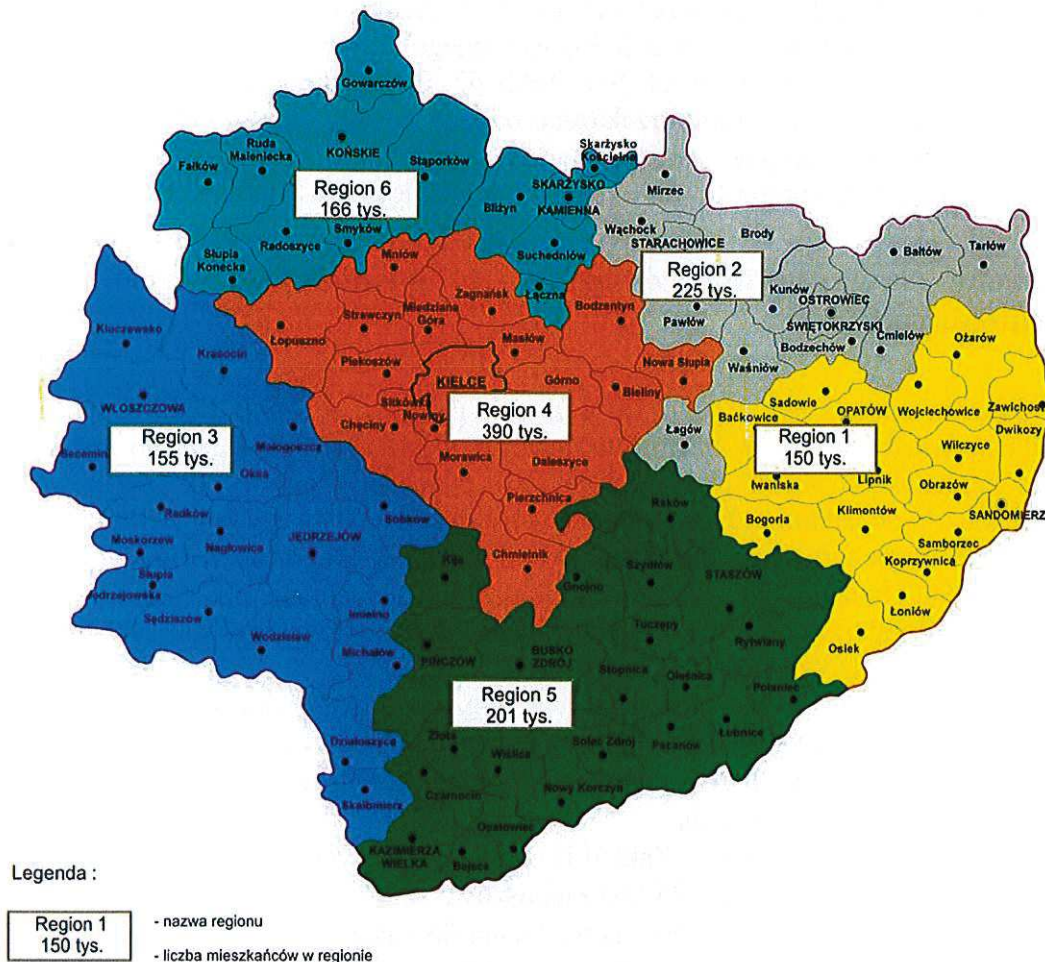 Gowarczów
Ruda
Maleniecka
KOŃSKIE
Stąporków
Fałków
Region 6
166 tys.
Skarżysko
Kościelne
SKARŻYSKO
KAMIENNA
Bliżyn
Mirzec
Wąchock
STARACHOWICE
Brody
Radoszyce
Smyków
Słupia
Konecka
Suchedniów
Łączna
Region 2
225 tys.
Bałtów
Tarłów
Kunów
OSTROWIEC
ŚWIĘTOKRZYSKI
Bodzechów
Ćmielów
Pawłów
Waśniów
Mniów
Zagnańsk
Bodzentyn
Miedziana
Góra
Strawczyn
Łopuszno
Masłów
Piekoszów
KIELCE
Górno
Bieliny
Nowa Słupia
Sitkówka
Nowiny
Chęciny
Region 4
390 tys.
Łagów
Morawica
Daleszyce
Pierzchnica
Chmielnik
Kluczewsko
Krasocin
WŁOSZCZOWA
Region 3
155 tys.
Małogoszcz
Secemin
Oksa
Radków
Moskorzew
Nagłowice
JĘDRZEJÓW
Sobków
Słupia
Jędrzejowska
Sędziszów
Imielno
Wodzisław
Michałów
Działoszyce
Skalbmierz
Ożarów
Sadowie
Baćkowice
OPATÓW
Wojciechowice
Zawichost
Dwikozy
Region 1
150 tys.
Wilczyce
Iwaniska
Lipnik
Obrazów
SANDOMIERZ
Bogoria
Klimontów
Samborzec
Koprzywnica
Łoniów
Osiek
Raków
Kije
Gnojno
Szydłów
STASZÓW
Tuczępy
Rytwiany
PIŃCZÓW
BUSKO
ZDRÓJ
Stopnica
Oleśnica
Połaniec
Region 5
201 tys.
Łubnice
Pacanów
Solec Zdrój
Złota
Wiślica
Czarnocin
Nowy Korczyn
Opatowiec
KAZIMIERZA
WIELKA
Bejsce
Legenda :
Region 1
150 tys.
- nazwa regionu
- liczba mieszkańców w regionie